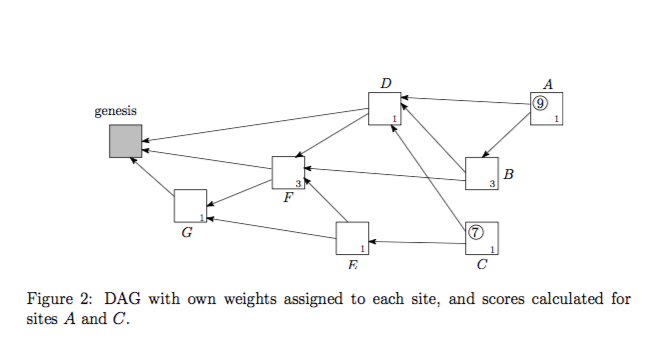 D
A
genesis
⑨
1
1
B
3
3
F
⑦
1
G
1
1
E
C
Figure 2: DAG with own weights assigned to each site, and scores calculated for
sites A and C.